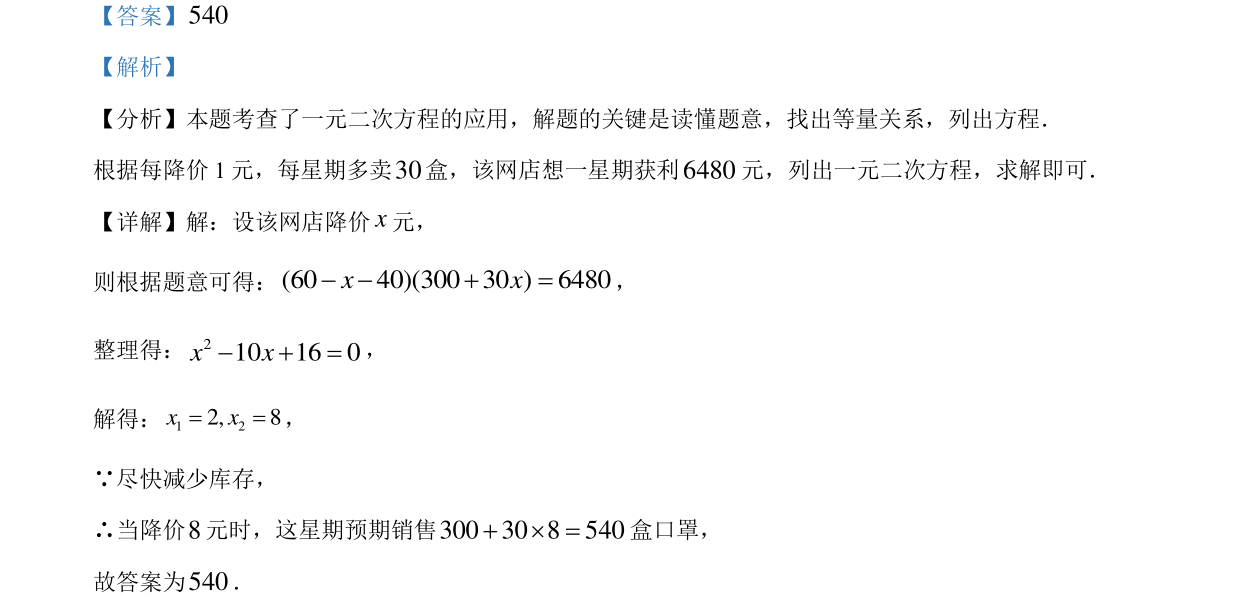 【答案】540
【解析】
【分析】本题考查了一元二次方程的应用，解题的关键是读懂题意，找出等量关系，列出方程．
根据每降价 1 元，每星期多卖30盒，该网店想一星期获利6480 元，列出一元二次方程，求解即可．
【详解】解：设该网店降价 x 元，
则根据题意可得：(60−x−40)(300+30x)=6480，
整理得：x²−10x+16=0，
解得：x₁=2,x₂=8，
∵尽快减少库存，
∴当降价8 元时，这星期预期销售300+30×8=540 盒口罩，
故答案为540．